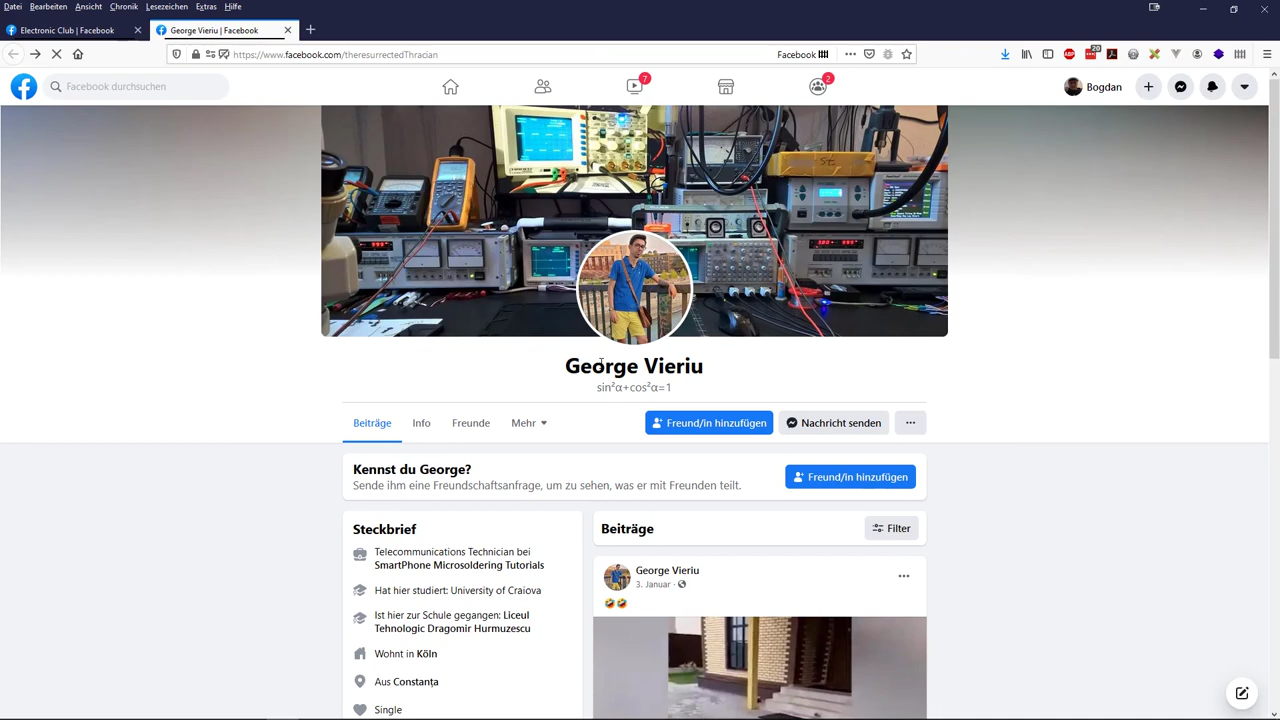 Datei Bearbeiten Ansicht Chronik Lesezeichen Extras Hilfe
Electronic Club | Facebook
George Vieriu | Facebook
https://www.facebook.com/theresurrectedThracian
Facebook
20
Facebook durchsuchen
7
2
Bogdan
St.
George Vieriu
sin²α+cos²α=1
Beiträge Info Freunde Mehr
Freund/in hinzufügen
Nachricht senden
Kennst du George?
Sende ihm eine Freundschaftsanfrage, um zu sehen, was er mit Freunden teilt.
Freund/in hinzufügen
Steckbrief
Telecommunications Technician bei
SmartPhone Microsoldering Tutorials
Hat hier studiert: University of Craiova
Ist hier zur Schule gegangen: Liceul
Tehnologic Dragomir Hurmuzescu
Wohnt in Köln
Aus Constanța
Single
Beiträge
Filter
George Vieriu
3. Januar ·